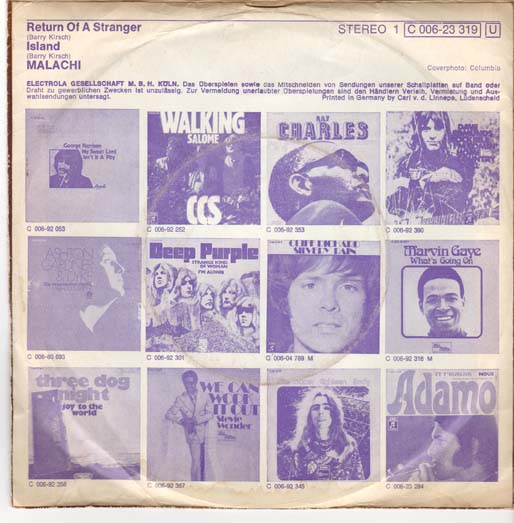 Return Of A Stranger
(Barry Kirsch)
Island
(Barry Kirsch)
MALACHI
STEREO 1 C 006-23 319 U
Coverphoto: Columbia
ELECTROLA GESELLSCHAFT M. B. H. KÖLN. Das Überspielen sowie das Mitschneiden von Sendungen unserer Schallplatten auf Band oder
Draht zu gewerblichen Zwecken ist unzulässig. Zur Vermeidung unerlaubter Überspielungen sind den Händlern Verleih, Vermietung und Aus-
wahlsendungen untersagt.
Printed in Germany by Carl v. d. Linnepe, Lüdenscheid
George Harrison
My Sweet Lord
Isn't It A Pity
C 006-92 053
WALKING
SALOME
CCS
C 006-92 252
RAY
CHARLES
C 006-92 353
C 006-92 390
ASHTON
Deep Purple
STRANGE KIND
OF WOMAN
I'M ALONE
C 006-92 301
CLIFF RICHARD
SILVERY RAIN
C 006-04 789 M
Marvin Gaye
What's Going On
C 006-92 316 M
three dog
night
joy to the
world
C 006-92 358
WE CAN
WORK
IT OUT
Stevie
Wonder
C 006-92 367
C 006-92 345
NOUS
Adamo
C 006-23 284